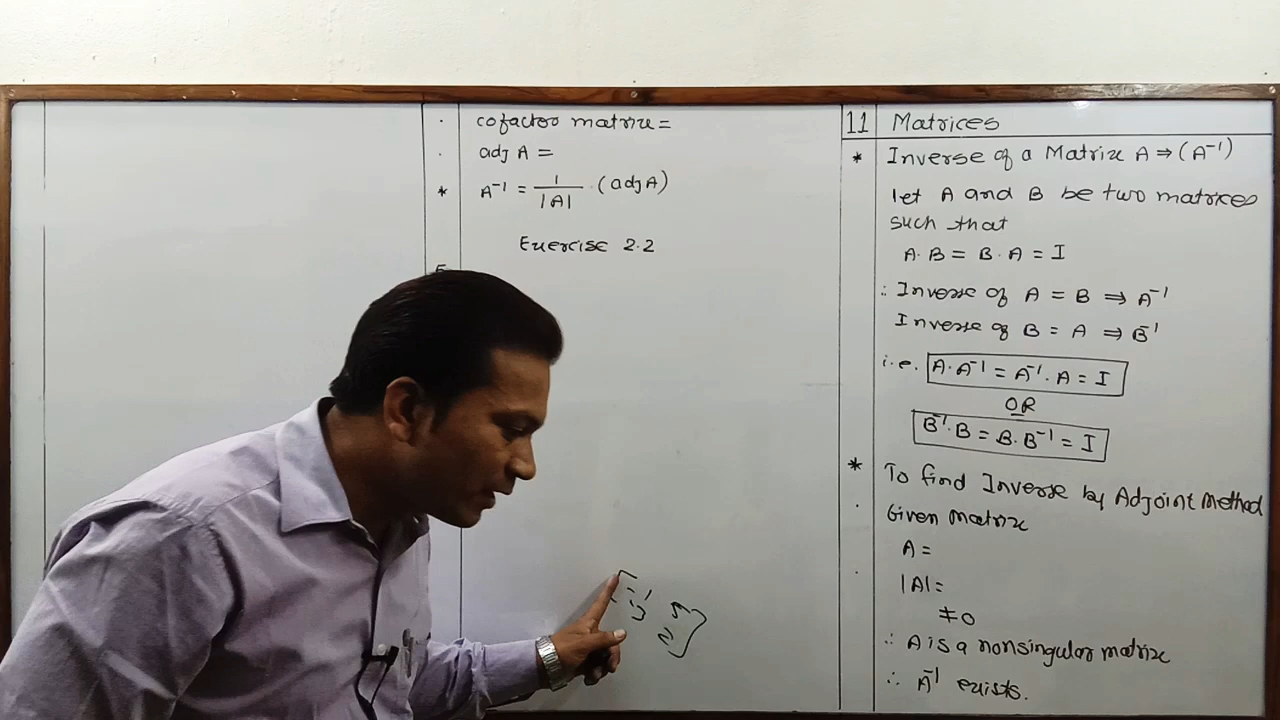 cofactor matrix =
adj A =
* A⁻¹ = 1/|A| · (adj A)
Exercise 2.2
11 Matrices
* Inverse of a Matrix A ⇒ (A⁻¹)
let A and B be two matrices
such that
A · B = B · A = I
∴ Inverse of A = B ⇒ A⁻¹
Inverse of B = A ⇒ B⁻¹
i.e. A · A⁻¹ = A⁻¹ · A = I
OR
B⁻¹ · B = B · B⁻¹ = I
* To find Inverse by Adjoint Method
· Given matrix
A =
· |A| =
≠ 0
∴ A is a nonsingular matrix
∴ A⁻¹ exists.